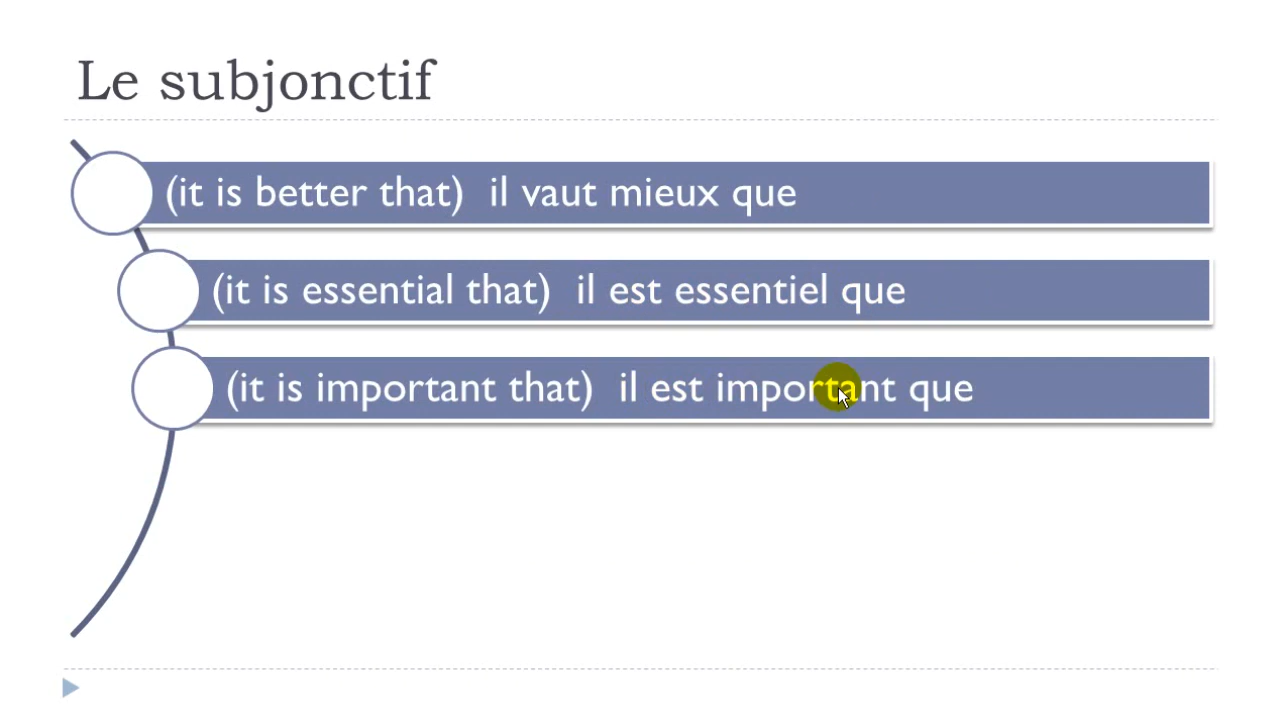 Le subjonctif
(it is better that) il vaut mieux que
(it is essential that) il est essentiel que
(it is important that) il est important que